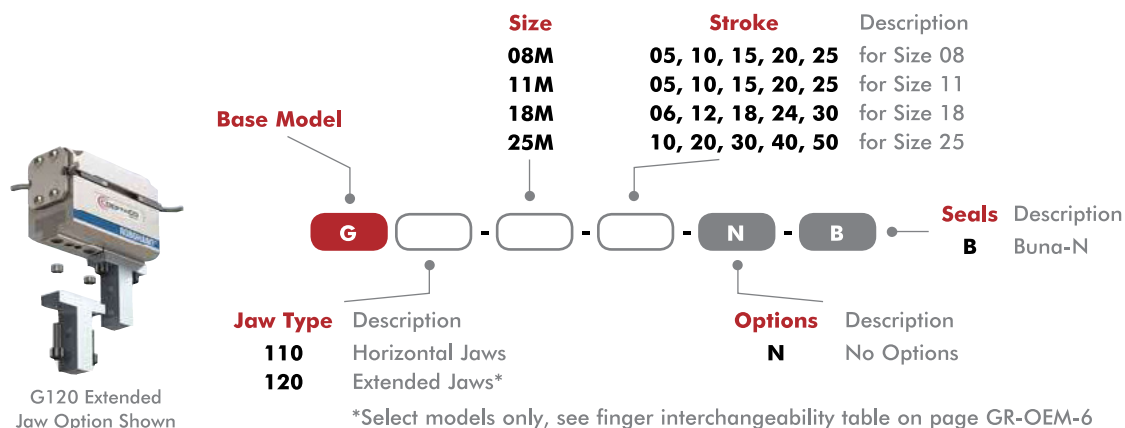 Size Stroke Description
08M 05, 10, 15, 20, 25 for Size 08
11M 05, 10, 15, 20, 25 for Size 11
18M 06, 12, 18, 24, 30 for Size 18
25M 10, 20, 30, 40, 50 for Size 25
Base Model
G - - - N - B
Seals Description
B Buna-N
Jaw Type Description
110 Horizontal Jaws
120 Extended Jaws*
Options Description
N No Options
*Select models only, see finger interchangeability table on page GR-OEM-6
G120 Extended
Jaw Option Shown